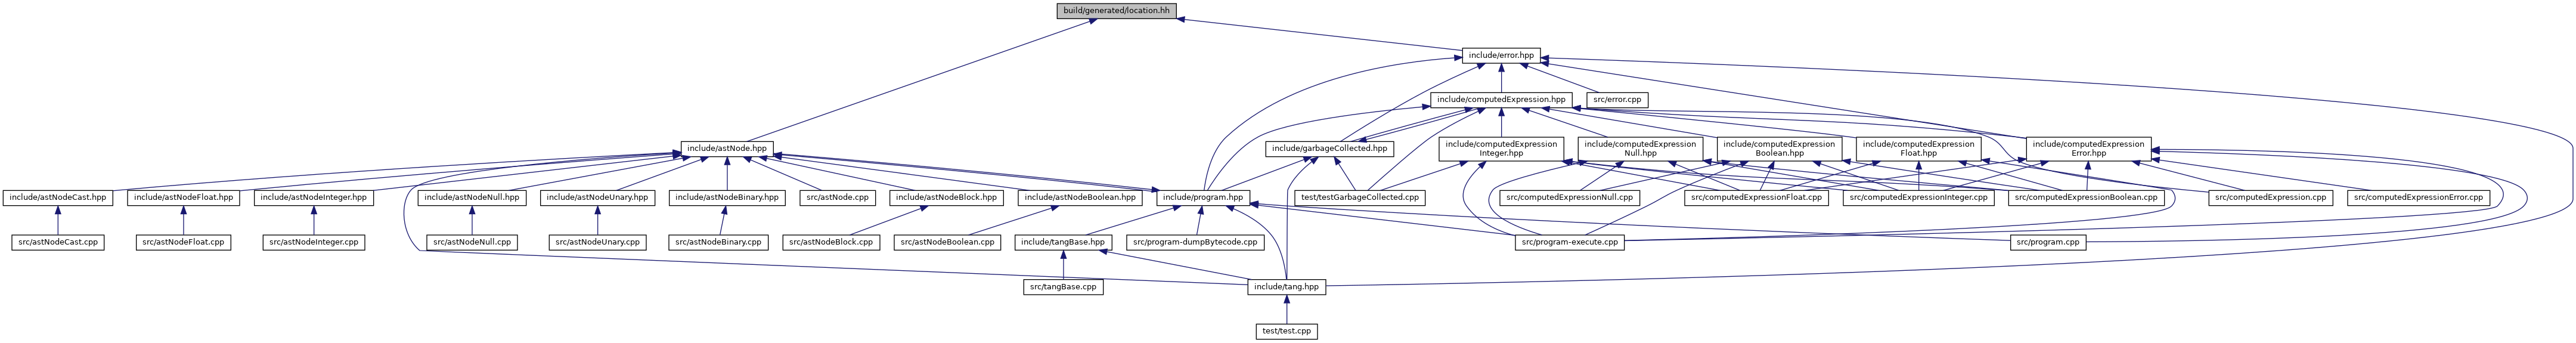 build/generated/location.hh
include/error.hpp
include/computedExpression.hpp
src/error.cpp
include/astNode.hpp
include/garbageCollected.hpp
include/computedExpression
Integer.hpp
include/computedExpression
Null.hpp
include/computedExpression
Boolean.hpp
include/computedExpression
Float.hpp
include/computedExpression
Error.hpp
include/astNodeCast.hpp
include/astNodeFloat.hpp
include/astNodeInteger.hpp
include/astNodeNull.hpp
include/astNodeUnary.hpp
include/astNodeBinary.hpp
src/astNode.cpp
include/astNodeBlock.hpp
include/astNodeBoolean.hpp
include/program.hpp
test/testGarbageCollected.cpp
src/computedExpressionNull.cpp
src/computedExpressionFloat.cpp
src/computedExpressionInteger.cpp
src/computedExpressionBoolean.cpp
src/computedExpression.cpp
src/computedExpressionError.cpp
src/astNodeCast.cpp
src/astNodeFloat.cpp
src/astNodeInteger.cpp
src/astNodeNull.cpp
src/astNodeUnary.cpp
src/astNodeBinary.cpp
src/astNodeBlock.cpp
src/astNodeBoolean.cpp
include/tangBase.hpp
src/program-dumpBytecode.cpp
src/program-execute.cpp
src/program.cpp
src/tangBase.cpp
include/tang.hpp
test/test.cpp